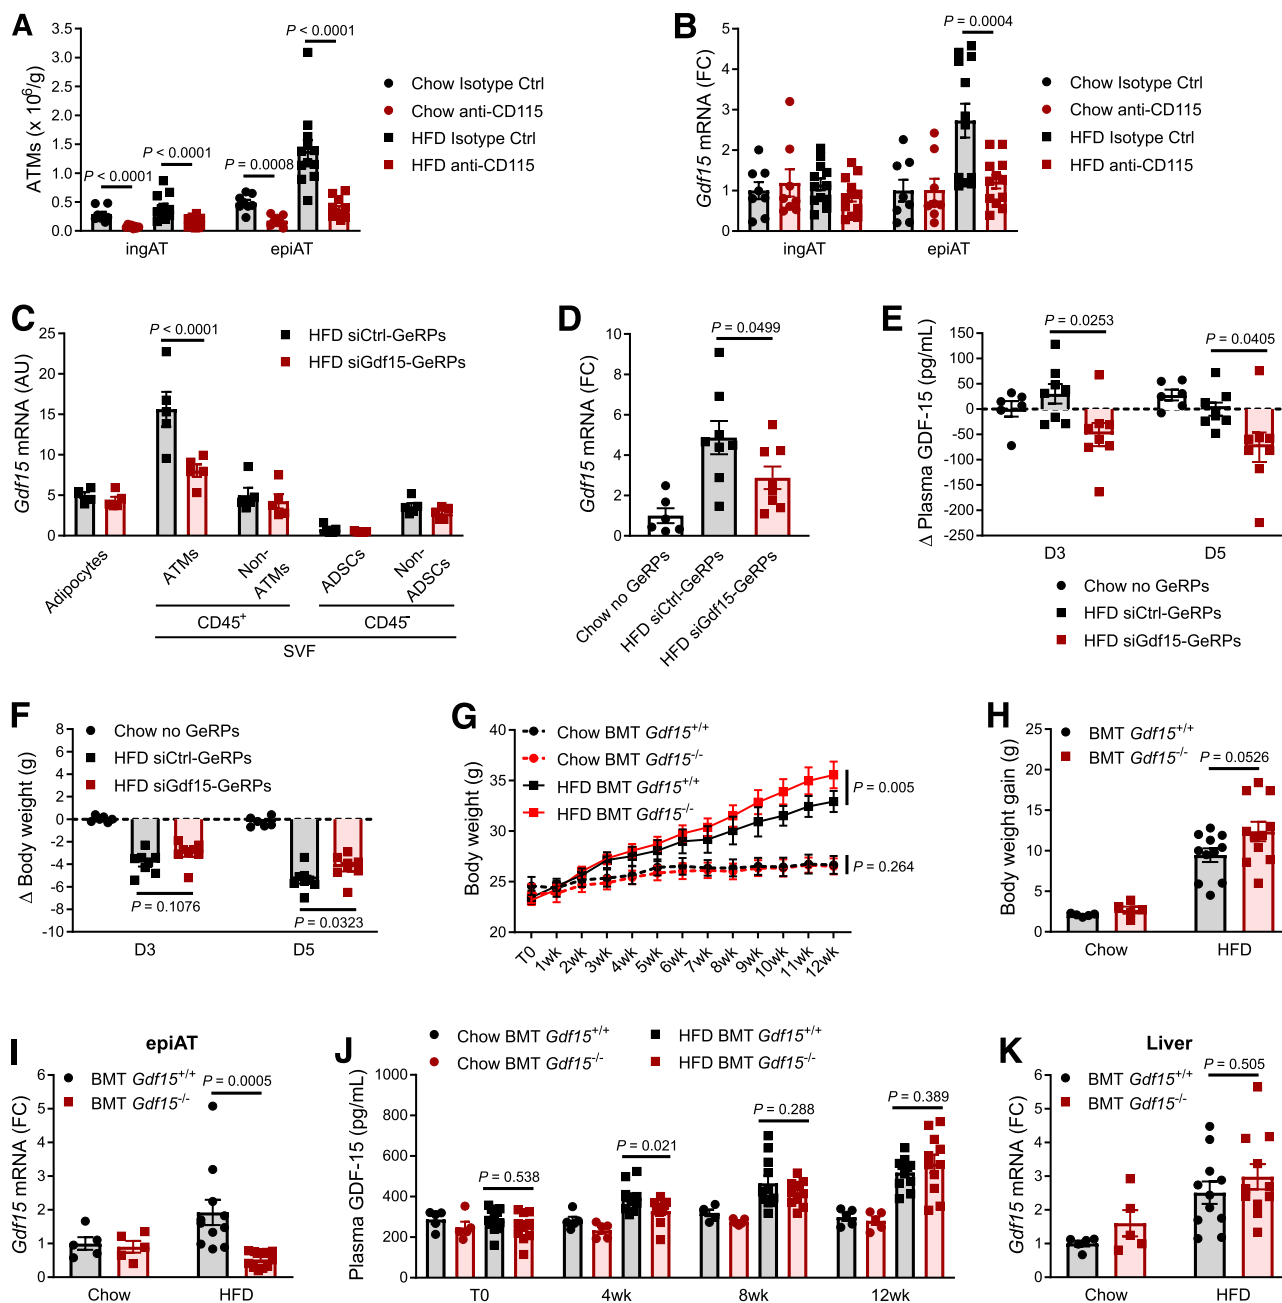 A
ATMs (x 10⁶/g)
3.5
3.0
2.5
2.0
1.5
1.0
0.5
0.0
P < 0.0001
P < 0.0001
P = 0.0008
P < 0.0001
ingAT
epiAT
Chow Isotype Ctrl
Chow anti-CD115
HFD Isotype Ctrl
HFD anti-CD115
B
Gdf15 mRNA (FC)
5
4
3
2
1
0
P = 0.0004
ingAT
epiAT
Chow Isotype Ctrl
Chow anti-CD115
HFD Isotype Ctrl
HFD anti-CD115
C
Gdf15 mRNA (AU)
25
20
15
10
5
0
P < 0.0001
HFD siCtrl-GeRPs
HFD siGdf15-GeRPs
Adipocytes
ATMs
Non-
ATMs
ADSCs
Non-
ADSCs
CD45⁺
CD45⁻
SVF
D
Gdf15 mRNA (FC)
10
8
6
4
2
0
P = 0.0499
Chow no GeRPs
HFD siCtrl-GeRPs
HFD siGdf15-GeRPs
E
Δ Plasma GDF-15 (pg/mL)
150
100
50
0
-50
-100
-150
-200
-250
P = 0.0253
P = 0.0405
D3
D5
Chow no GeRPs
HFD siCtrl-GeRPs
HFD siGdf15-GeRPs
F
Δ Body weight (g)
8
6
4
2
0
-2
-4
-6
-8
-10
Chow no GeRPs
HFD siCtrl-GeRPs
HFD siGdf15-GeRPs
P = 0.1076
P = 0.0323
D3
D5
G
Body weight (g)
40
35
30
25
20
Chow BMT Gdf15⁺/⁺
Chow BMT Gdf15⁻/⁻
HFD BMT Gdf15⁺/⁺
HFD BMT Gdf15⁻/⁻
P = 0.005
P = 0.264
T0
1wk
2wk
3wk
4wk
5wk
6wk
7wk
8wk
9wk
10wk
11wk
12wk
H
Body weight gain (g)
25
20
15
10
5
0
BMT Gdf15⁺/⁺
BMT Gdf15⁻/⁻
P = 0.0526
Chow
HFD
I
epiAT
Gdf15 mRNA (FC)
6
5
4
3
2
1
0
BMT Gdf15⁺/⁺
BMT Gdf15⁻/⁻
P = 0.0005
Chow
HFD
J
Chow BMT Gdf15⁺/⁺
Chow BMT Gdf15⁻/⁻
HFD BMT Gdf15⁺/⁺
HFD BMT Gdf15⁻/⁻
Plasma GDF-15 (pg/mL)
1000
800
600
400
200
0
P = 0.538
P = 0.021
P = 0.288
P = 0.389
T0
4wk
8wk
12wk
K
Liver
Gdf15 mRNA (FC)
6
5
4
3
2
1
0
BMT Gdf15⁺/⁺
BMT Gdf15⁻/⁻
P = 0.505
Chow
HFD